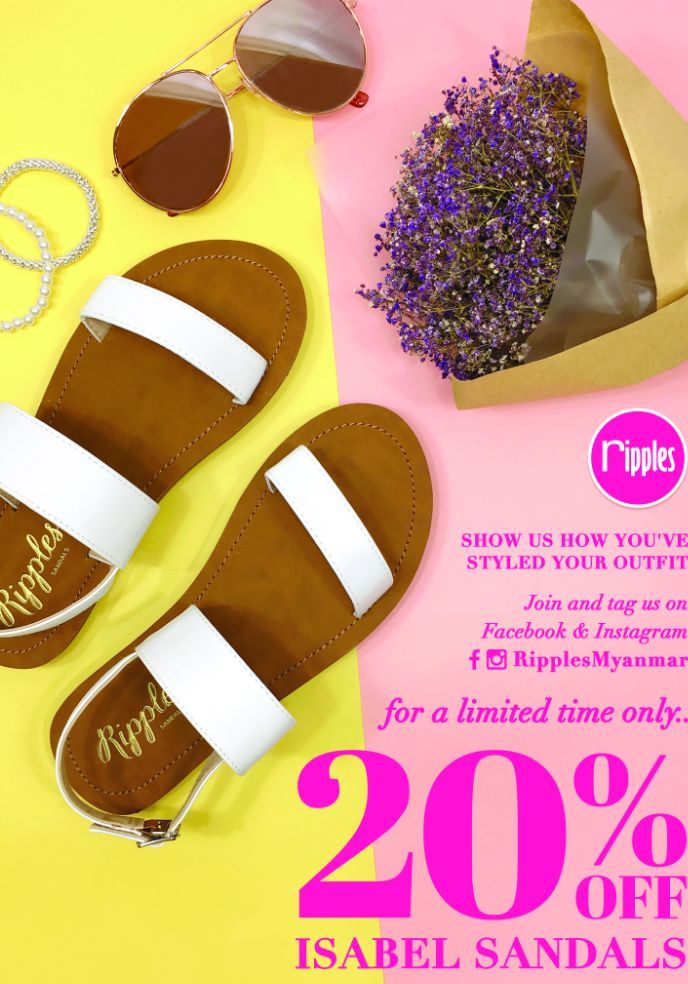 ripples
SHOW US HOW YOU'VE
STYLED YOUR OUTFIT
Join and tag us on
Facebook & Instagram
RipplesMyanmar
for a limited time only..
20%
OFF
ISABEL SANDALS
Ripples
SANDALS
Ripples